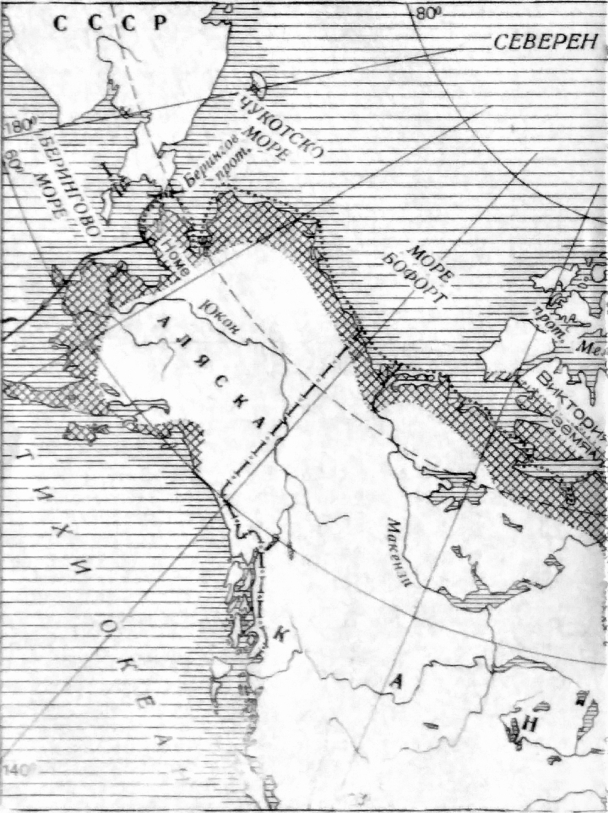 С С С Р
80°
СЕВЕРЕН
180°
60°
БЕРИНГОВО
МОРЕ
ЧУКОТСКО
МОРЕ
Берингов
прот.
Номе
МОРЕ
БОФОРТ
Юкон
АЛЯСКА
прот.
Ме
Виктория
земя
ТИХИ ОКЕАН
Макензи
К
А
Н
140°